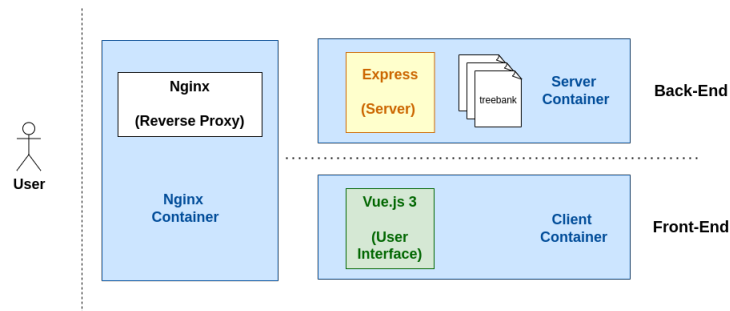 User
Nginx
(Reverse Proxy)
Nginx
Container
Express
(Server)
treebank
Server
Container
Back-End
Vue.js 3
(User
Interface)
Client
Container
Front-End